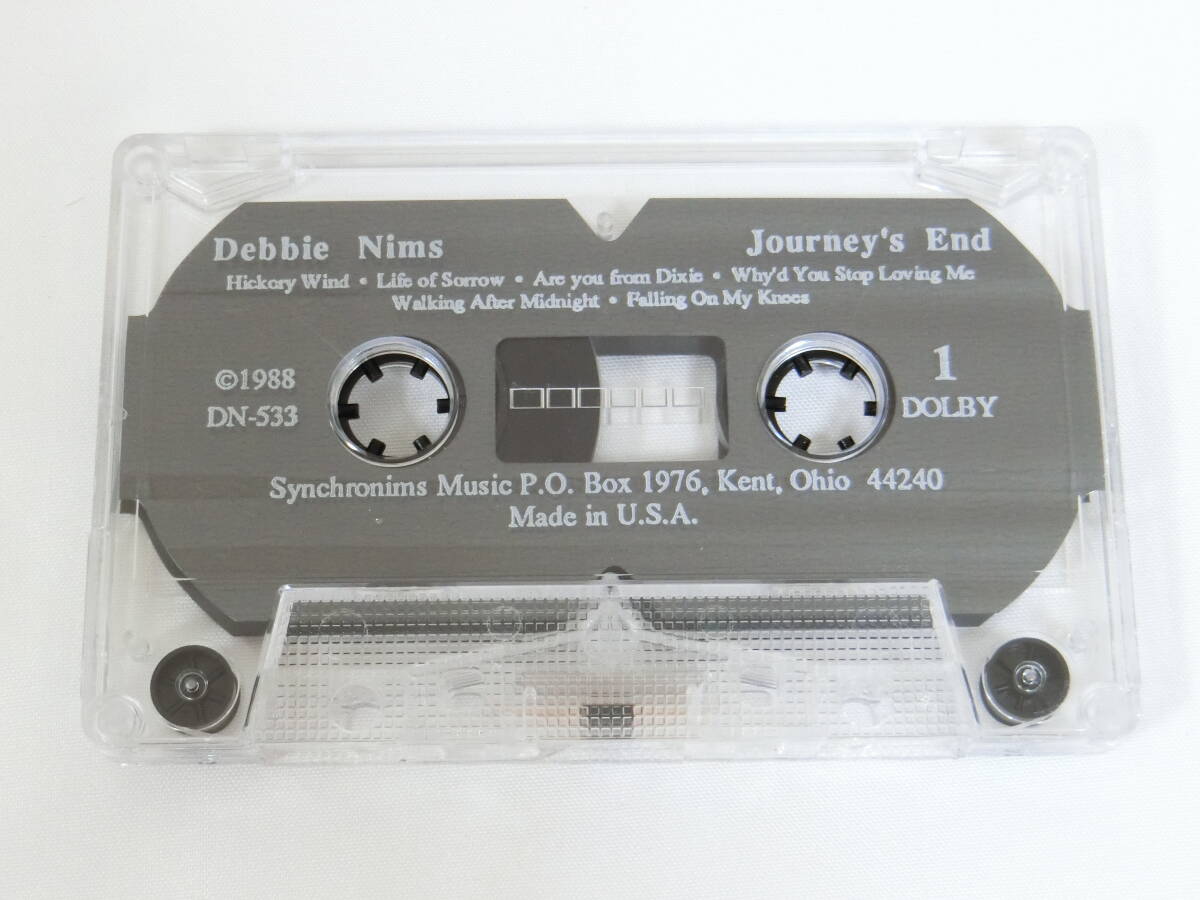 Debbie Nims Journey's End
Hickory Wind • Life of Sorrow • Are you from Dixie • Why'd You Stop Loving Me
Walking After Midnight • Falling On My Knees
©1988
DN-533
1
DOLBY
Synchronims Music P.O. Box 1976, Kent, Ohio 44240
Made in U.S.A.